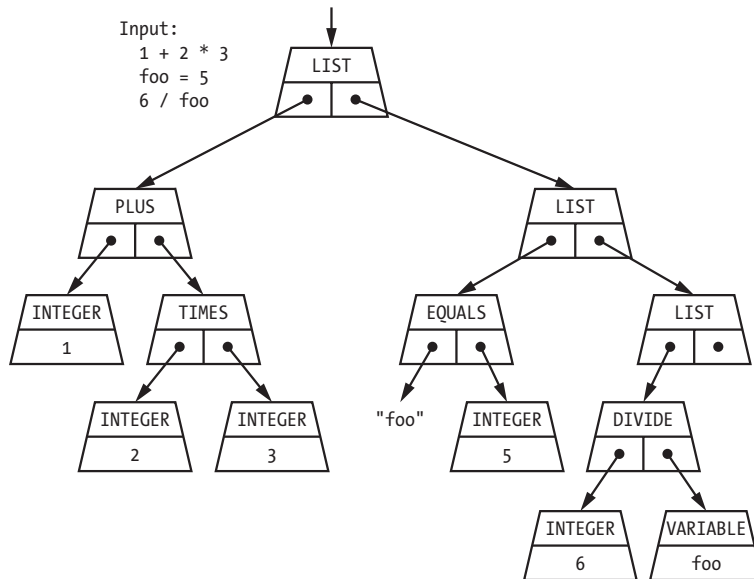 Input:
1 + 2 * 3
foo = 5
6 / foo
LIST
PLUS
LIST
INTEGER
1
TIMES
EQUALS
LIST
INTEGER
2
INTEGER
3
"foo"
INTEGER
5
DIVIDE
INTEGER
6
VARIABLE
foo